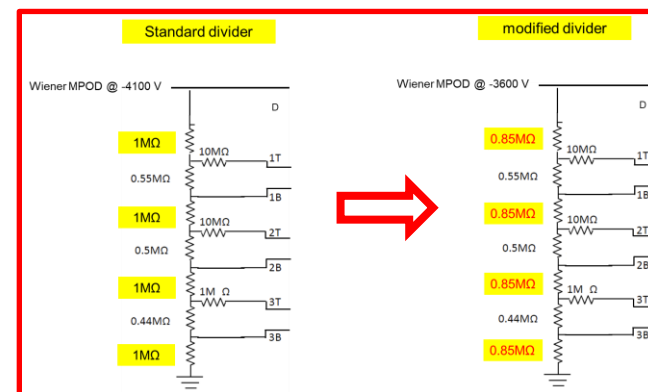 Standard divider
modified divider
Wiener MPOD @ -4100 V
Wiener MPOD @ -3600 V
D
D
1MΩ
10MΩ
1T
0.85MΩ
10MΩ
1T
0.55MΩ
1B
0.55MΩ
1B
1MΩ
10MΩ
2T
0.85MΩ
10MΩ
2T
0.5MΩ
2B
0.5MΩ
2B
1MΩ
1M Ω
3T
0.85MΩ
1M Ω
3T
0.44MΩ
3B
0.44MΩ
3B
1MΩ
0.85MΩ